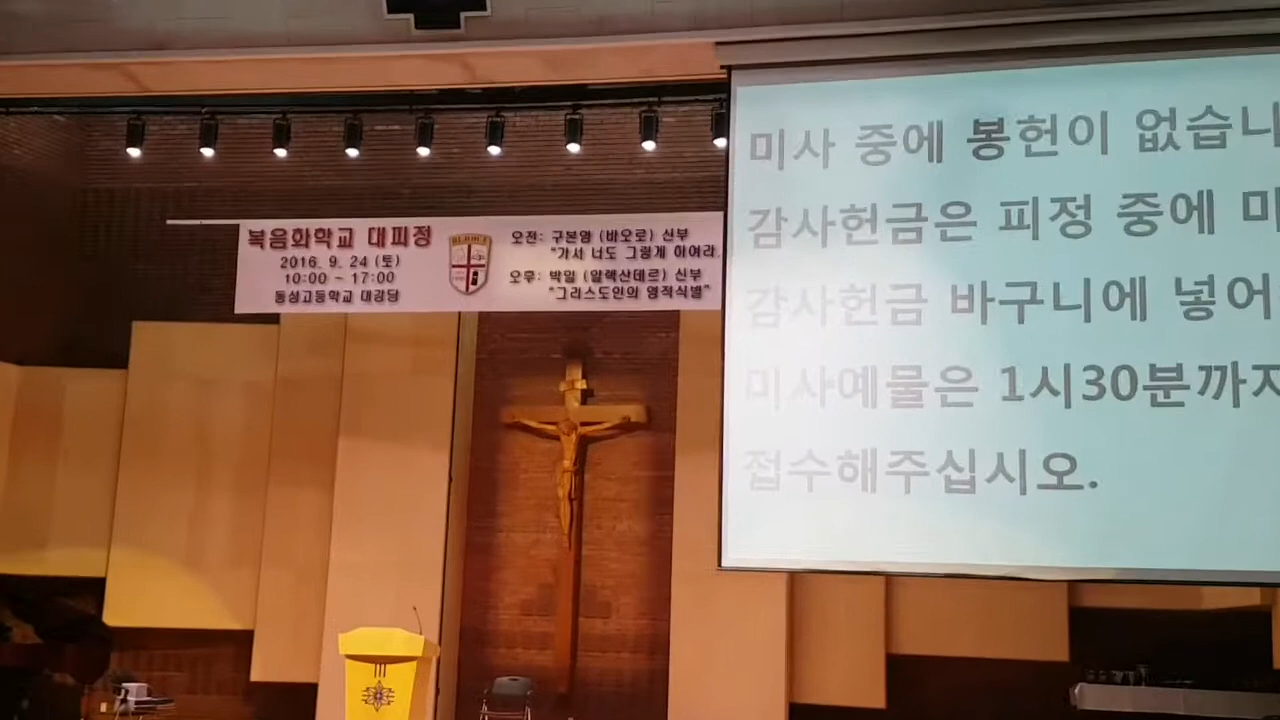 복음화학교 대피정
2016. 9. 24 (토)
10:00 ~ 17:00
동성고등학교 대강당
오전: 구본영 (바오로) 신부
"가서 너도 그렇게 하여라.
오후: 박일 (알렉산데르) 신부
"그리스도인의 영적식별"
미사 중에 봉헌이 없습니
감사헌금은 피정 중에 미
감사헌금 바구니에 넣어
미사예물은 1시30분까지
접수해주십시오.